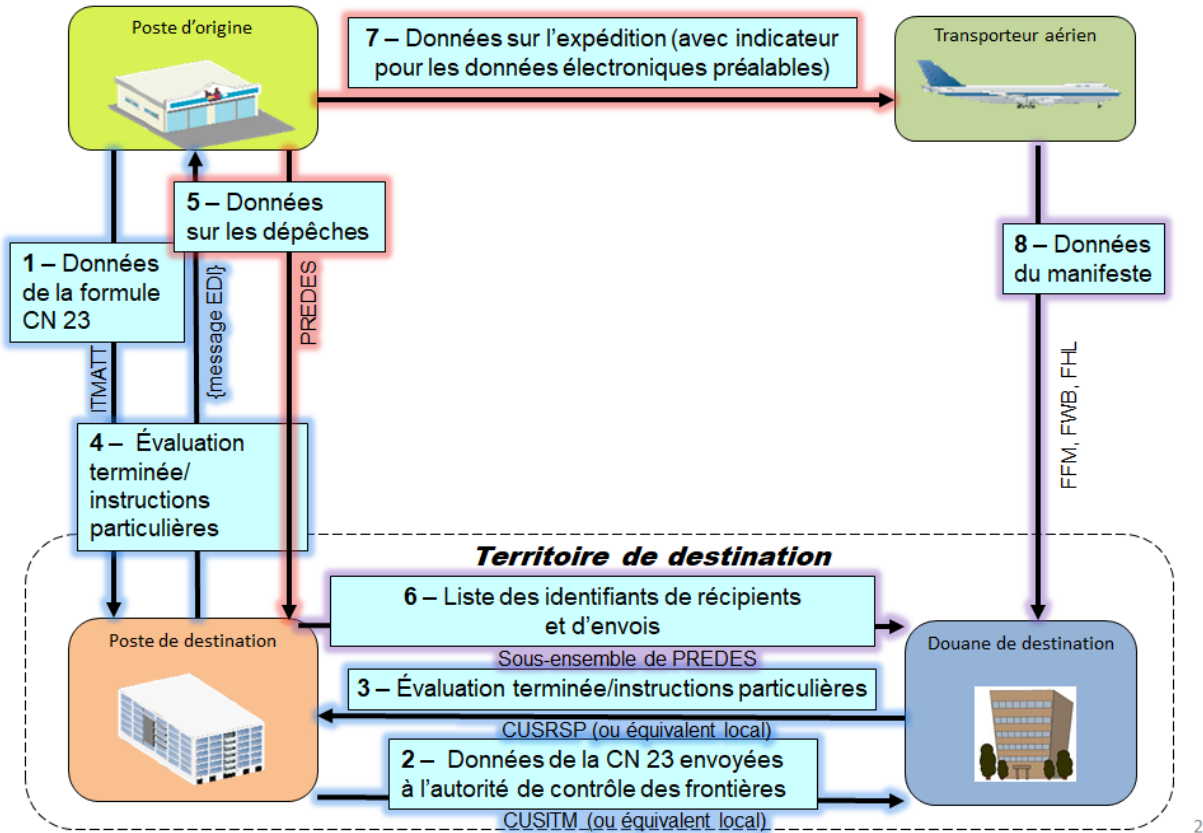 Poste d'origine
7 – Données sur l'expédition (avec indicateur
pour les données électroniques préalables)
Transporteur aérien
5 – Données
sur les dépêches
1 – Données
de la formule
CN 23
8 – Données
du manifeste
ITMATT
{message EDI}
PREDES
FFM, FWB, FHL
4 – Évaluation
terminée/
instructions
particulières
Territoire de destination
6 – Liste des identifiants de récipients
et d'envois
Poste de destination
Douane de destination
Sous-ensemble de PREDES
3 – Évaluation terminée/instructions particulières
CUSRSP (ou équivalent local)
2 – Données de la CN 23 envoyées
à l'autorité de contrôle des frontières
CUSITM (ou équivalent local)
2